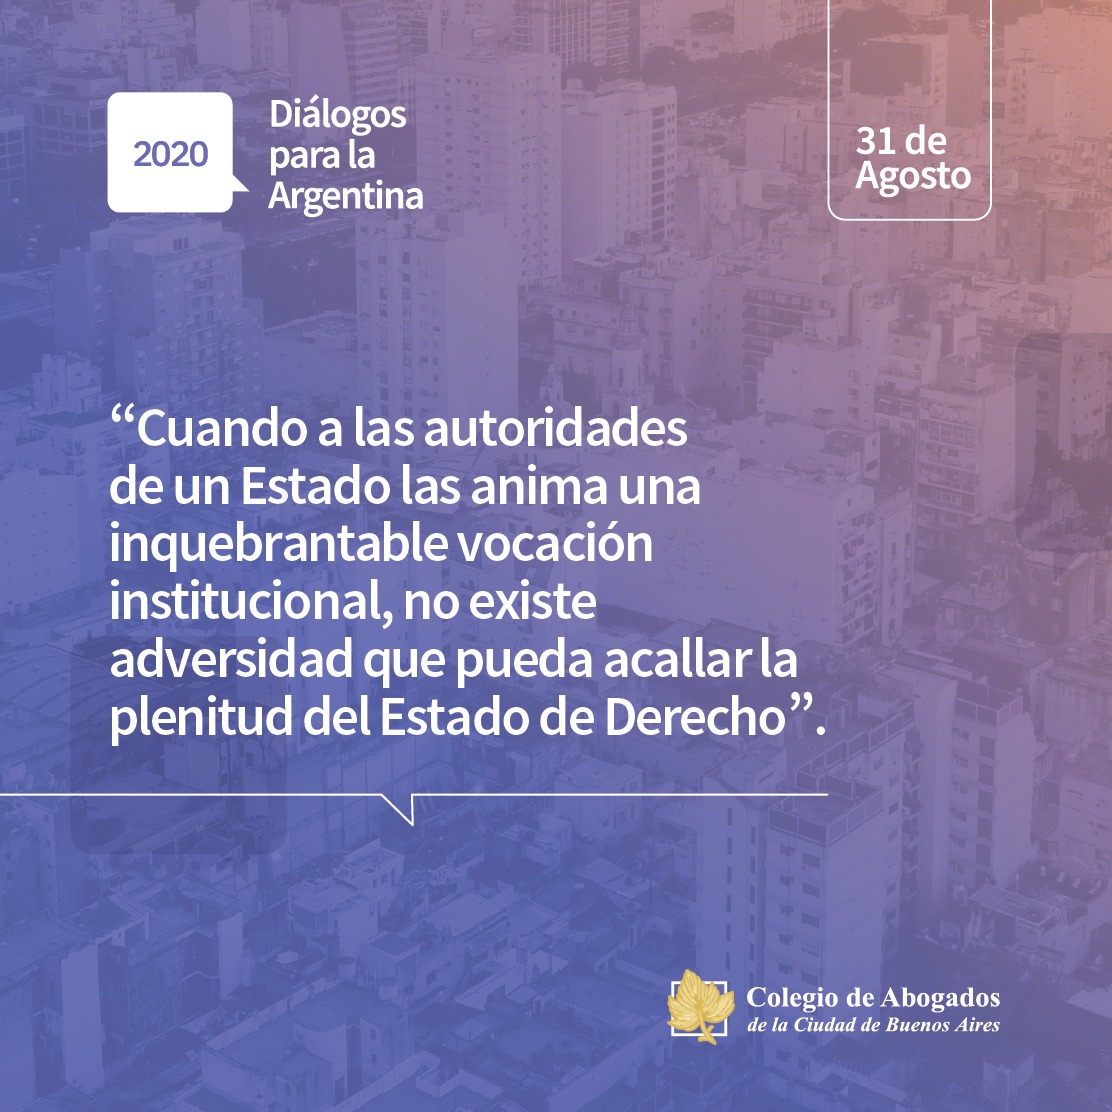 2020
Diálogos
para la
Argentina
31 de
Agosto
“Cuando a las autoridades
de un Estado las anima una
inquebrantable vocación
institucional, no existe
adversidad que pueda acallar la
plenitud del Estado de Derecho”.
Colegio de Abogados
de la Ciudad de Buenos Aires